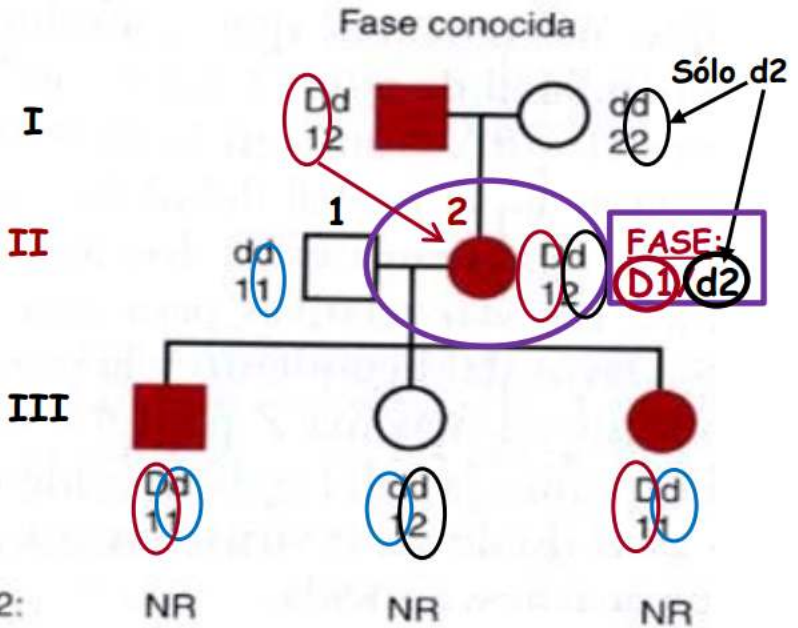 Fase conocida
Sólo d2
I
Dd
12
dd
22
II
1
2
dd
11
Dd
12
FASE:
D1/d2
III
Dd
11
dd
12
Dd
11
2:
NR
NR
NR